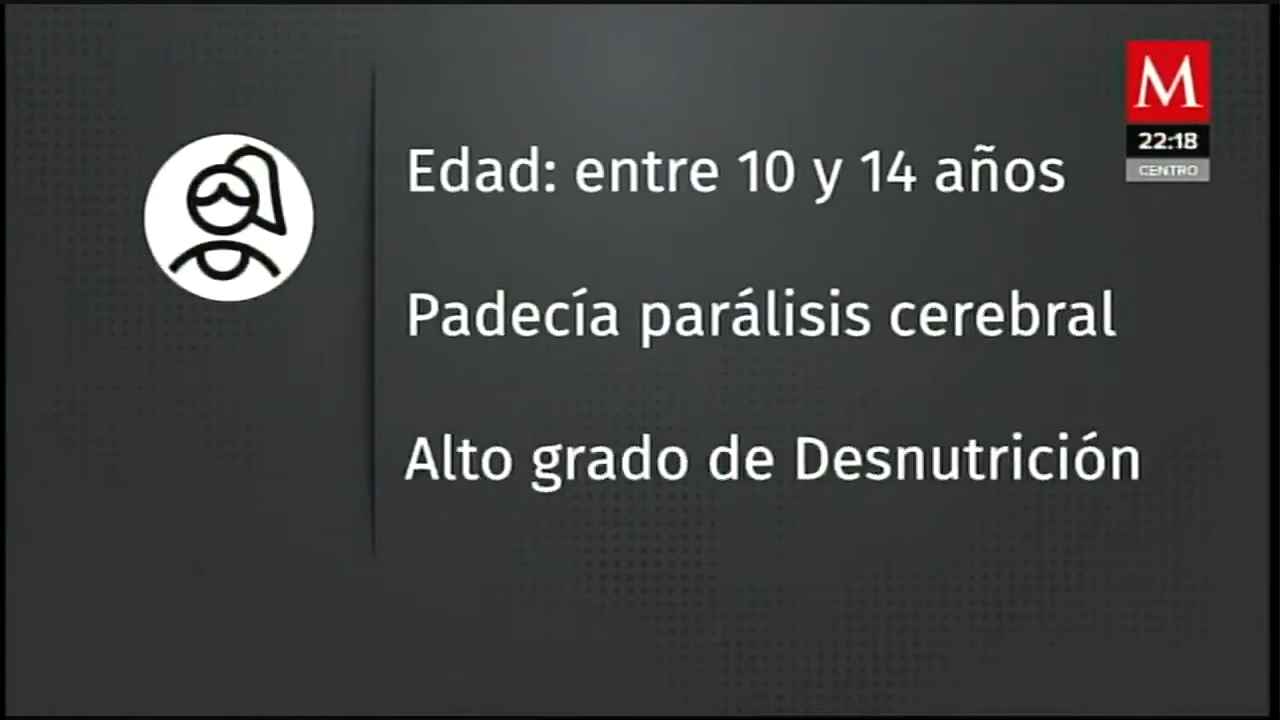 M
22:18
CENTRO
Edad: entre 10 y 14 años
Padecía parálisis cerebral
Alto grado de Desnutrición